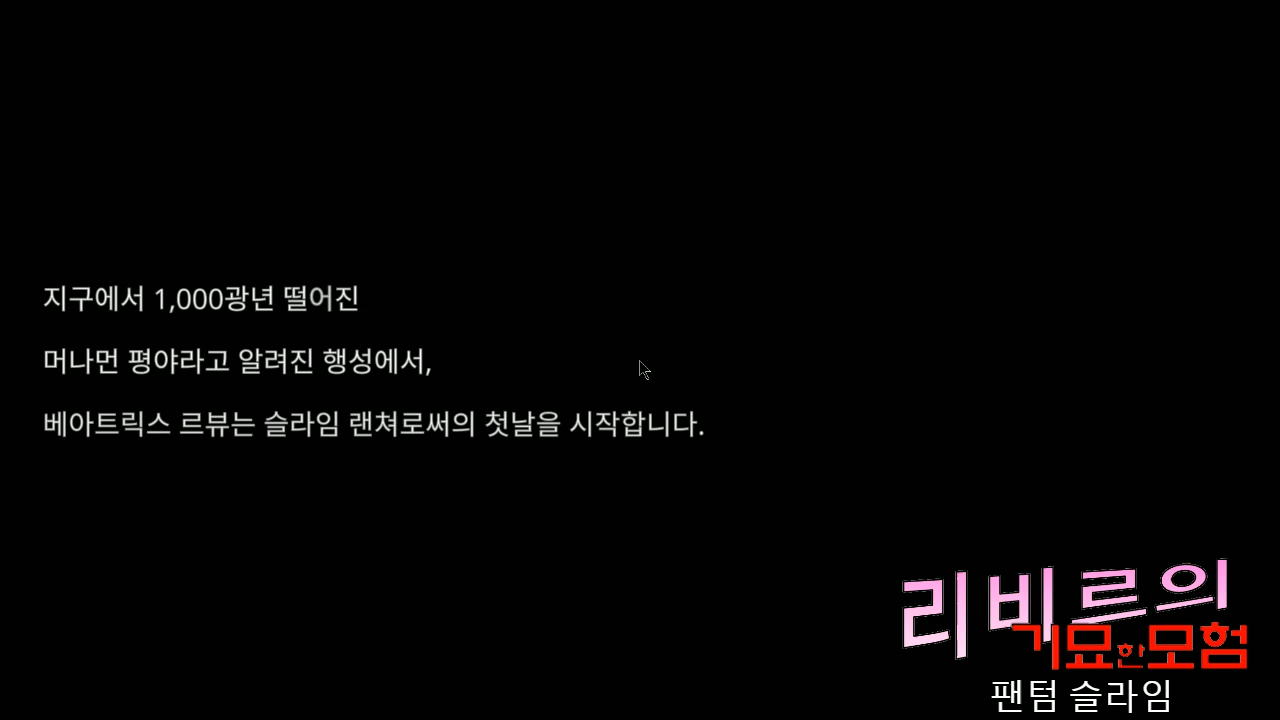 지구에서 1,000광년 떨어진
머나먼 평야라고 알려진 행성에서,
베아트릭스 르뷰는 슬라임 랜쳐로써의 첫날을 시작합니다.
리비르의
기묘한모험
팬텀 슬라임